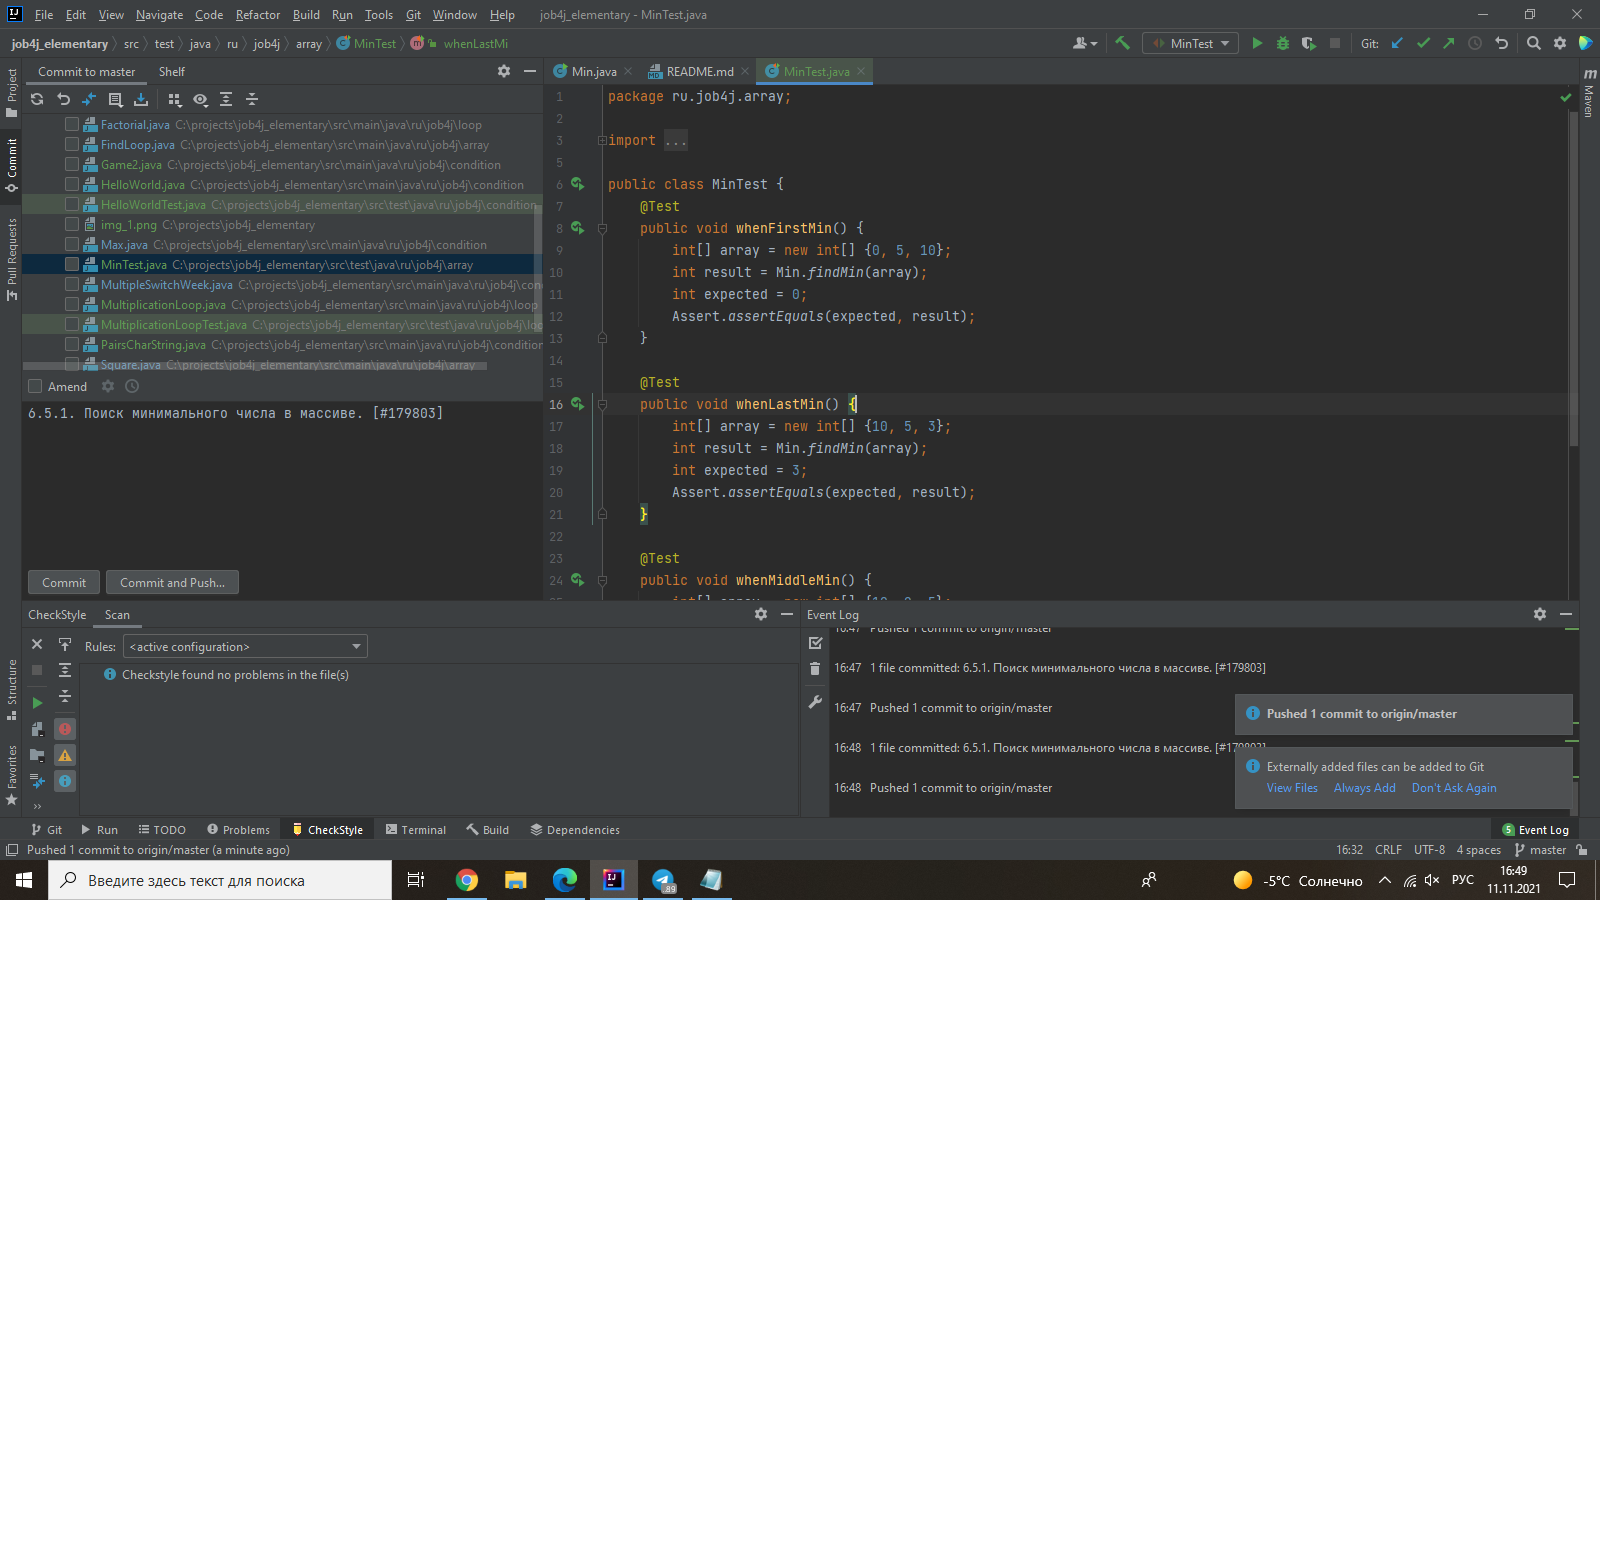 File Edit View Navigate Code Refactor Build Run Tools Git Window Help job4j_elementary - MinTest.java
job4j_elementary src test java ru job4j array MinTest whenLastMi
MinTest Git:
Project
Commit
Pull Requests
Structure
Favorites
Maven
Commit to master Shelf
Factorial.java C:\projects\job4j_elementary\src\main\java\ru\job4j\loop
FindLoop.java C:\projects\job4j_elementary\src\main\java\ru\job4j\array
Game2.java C:\projects\job4j_elementary\src\main\java\ru\job4j\condition
HelloWorld.java C:\projects\job4j_elementary\src\main\java\ru\job4j\condition
HelloWorldTest.java C:\projects\job4j_elementary\src\test\java\ru\job4j\condition
img_1.png C:\projects\job4j_elementary
Max.java C:\projects\job4j_elementary\src\main\java\ru\job4j\condition
MinTest.java C:\projects\job4j_elementary\src\test\java\ru\job4j\array
MultipleSwitchWeek.java C:\projects\job4j_elementary\src\main\java\ru\job4j\con
MultiplicationLoop.java C:\projects\job4j_elementary\src\main\java\ru\job4j\loop
MultiplicationLoopTest.java C:\projects\job4j_elementary\src\test\java\ru\job4j\loo
PairsCharString.java C:\projects\job4j_elementary\src\main\java\ru\job4j\condition
Square.java C:\projects\job4j_elementary\src\main\java\ru\job4j\array
Amend
6.5.1. Поиск минимального числа в массиве. [#179803]
Commit Commit and Push...
Min.java README.md MinTest.java
1 package ru.job4j.array;
2
3 import ...
5
6 public class MinTest {
7 @Test
8 public void whenFirstMin() {
9 int[] array = new int[] {0, 5, 10};
10 int result = Min.findMin(array);
11 int expected = 0;
12 Assert.assertEquals(expected, result);
13 }
14
15 @Test
16 public void whenLastMin() {
17 int[] array = new int[] {10, 5, 3};
18 int result = Min.findMin(array);
19 int expected = 3;
20 Assert.assertEquals(expected, result);
21 }
22
23 @Test
24 public void whenMiddleMin() {
CheckStyle Scan
Rules: <active configuration>
Checkstyle found no problems in the file(s)
Event Log
16:47 Pushed 1 commit to origin/master
16:47 1 file committed: 6.5.1. Поиск минимального числа в массиве. [#179803]
16:47 Pushed 1 commit to origin/master
16:48 1 file committed: 6.5.1. Поиск минимального числа в массиве. [#179803]
16:48 Pushed 1 commit to origin/master
Pushed 1 commit to origin/master
Externally added files can be added to Git
View Files Always Add Don't Ask Again
Git Run TODO Problems CheckStyle Terminal Build Dependencies 5 Event Log
Pushed 1 commit to origin/master (a minute ago) 16:32 CRLF UTF-8 4 spaces master
Введите здесь текст для поиска
89
-5°C Солнечно РУС
16:49
11.11.2021